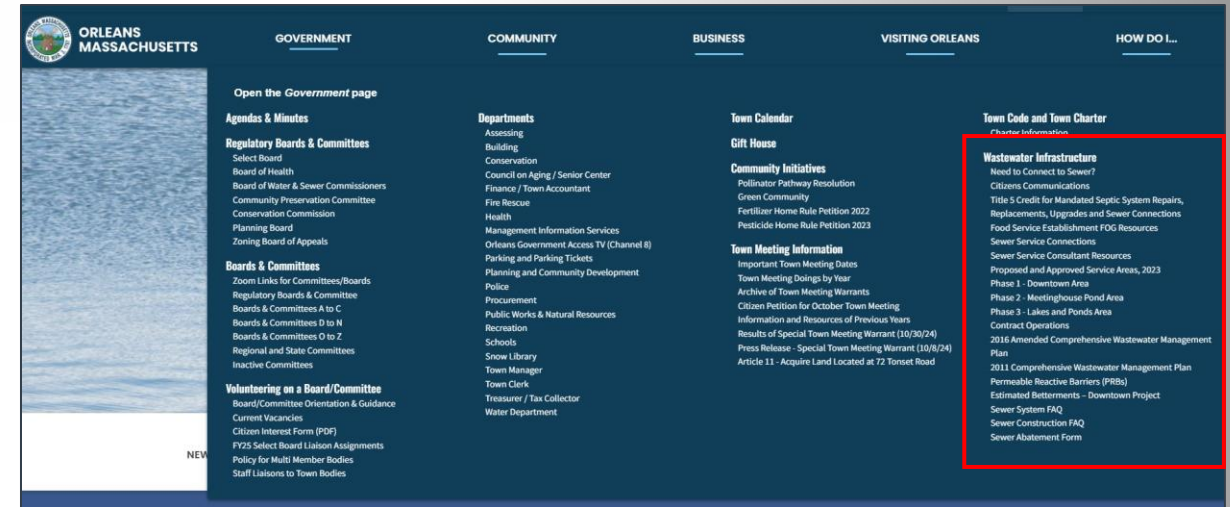 ORLEANS
MASSACHUSETTS
GOVERNMENT
COMMUNITY
BUSINESS
VISITING ORLEANS
HOW DO I...
Open the Government page
Agendas & Minutes
Regulatory Boards & Committees
Select Board
Board of Health
Board of Water & Sewer Commissioners
Community Preservation Committee
Conservation Commission
Planning Board
Zoning Board of Appeals
Boards & Committees
Zoom Links for Committees/Boards
Regulatory Boards & Committee
Boards & Committees A to C
Boards & Committees D to N
Boards & Committees O to Z
Regional and State Committees
Inactive Committees
Volunteering on a Board/Committee
Board/Committee Orientation & Guidance
Current Vacancies
Citizen Interest Form (PDF)
FY25 Select Board Liaison Assignments
Policy for Multi Member Bodies
Staff Liaisons to Town Bodies
Departments
Assessing
Building
Conservation
Council on Aging / Senior Center
Finance / Town Accountant
Fire Rescue
Health
Management Information Services
Orleans Government Access TV (Channel 8)
Parking and Parking Tickets
Planning and Community Development
Police
Procurement
Public Works & Natural Resources
Recreation
Schools
Snow Library
Town Manager
Town Clerk
Treasurer / Tax Collector
Water Department
Town Calendar
Gift House
Community Initiatives
Pollinator Pathway Resolution
Green Community
Fertilizer Home Rule Petition 2022
Pesticide Home Rule Petition 2023
Town Meeting Information
Important Town Meeting Dates
Town Meeting Doings by Year
Archive of Town Meeting Warrants
Citizen Petition for October Town Meeting
Information and Resources of Previous Years
Results of Special Town Meeting Warrant (10/30/24)
Press Release - Special Town Meeting Warrant (10/8/24)
Article 11 - Acquire Land Located at 72 Tonset Road
Town Code and Town Charter
Charter Information
Wastewater Infrastructure
Need to Connect to Sewer?
Citizens Communications
Title 5 Credit for Mandated Septic System Repairs,
Replacements, Upgrades and Sewer Connections
Food Service Establishment FOG Resources
Sewer Service Connections
Sewer Service Consultant Resources
Proposed and Approved Service Areas, 2023
Phase 1 - Downtown Area
Phase 2 - Meetinghouse Pond Area
Phase 3 - Lakes and Ponds Area
Contract Operations
2016 Amended Comprehensive Wastewater Management
Plan
2011 Comprehensive Wastewater Management Plan
Permeable Reactive Barriers (PRBs)
Estimated Betterments – Downtown Project
Sewer System FAQ
Sewer Construction FAQ
Sewer Abatement Form
NEW